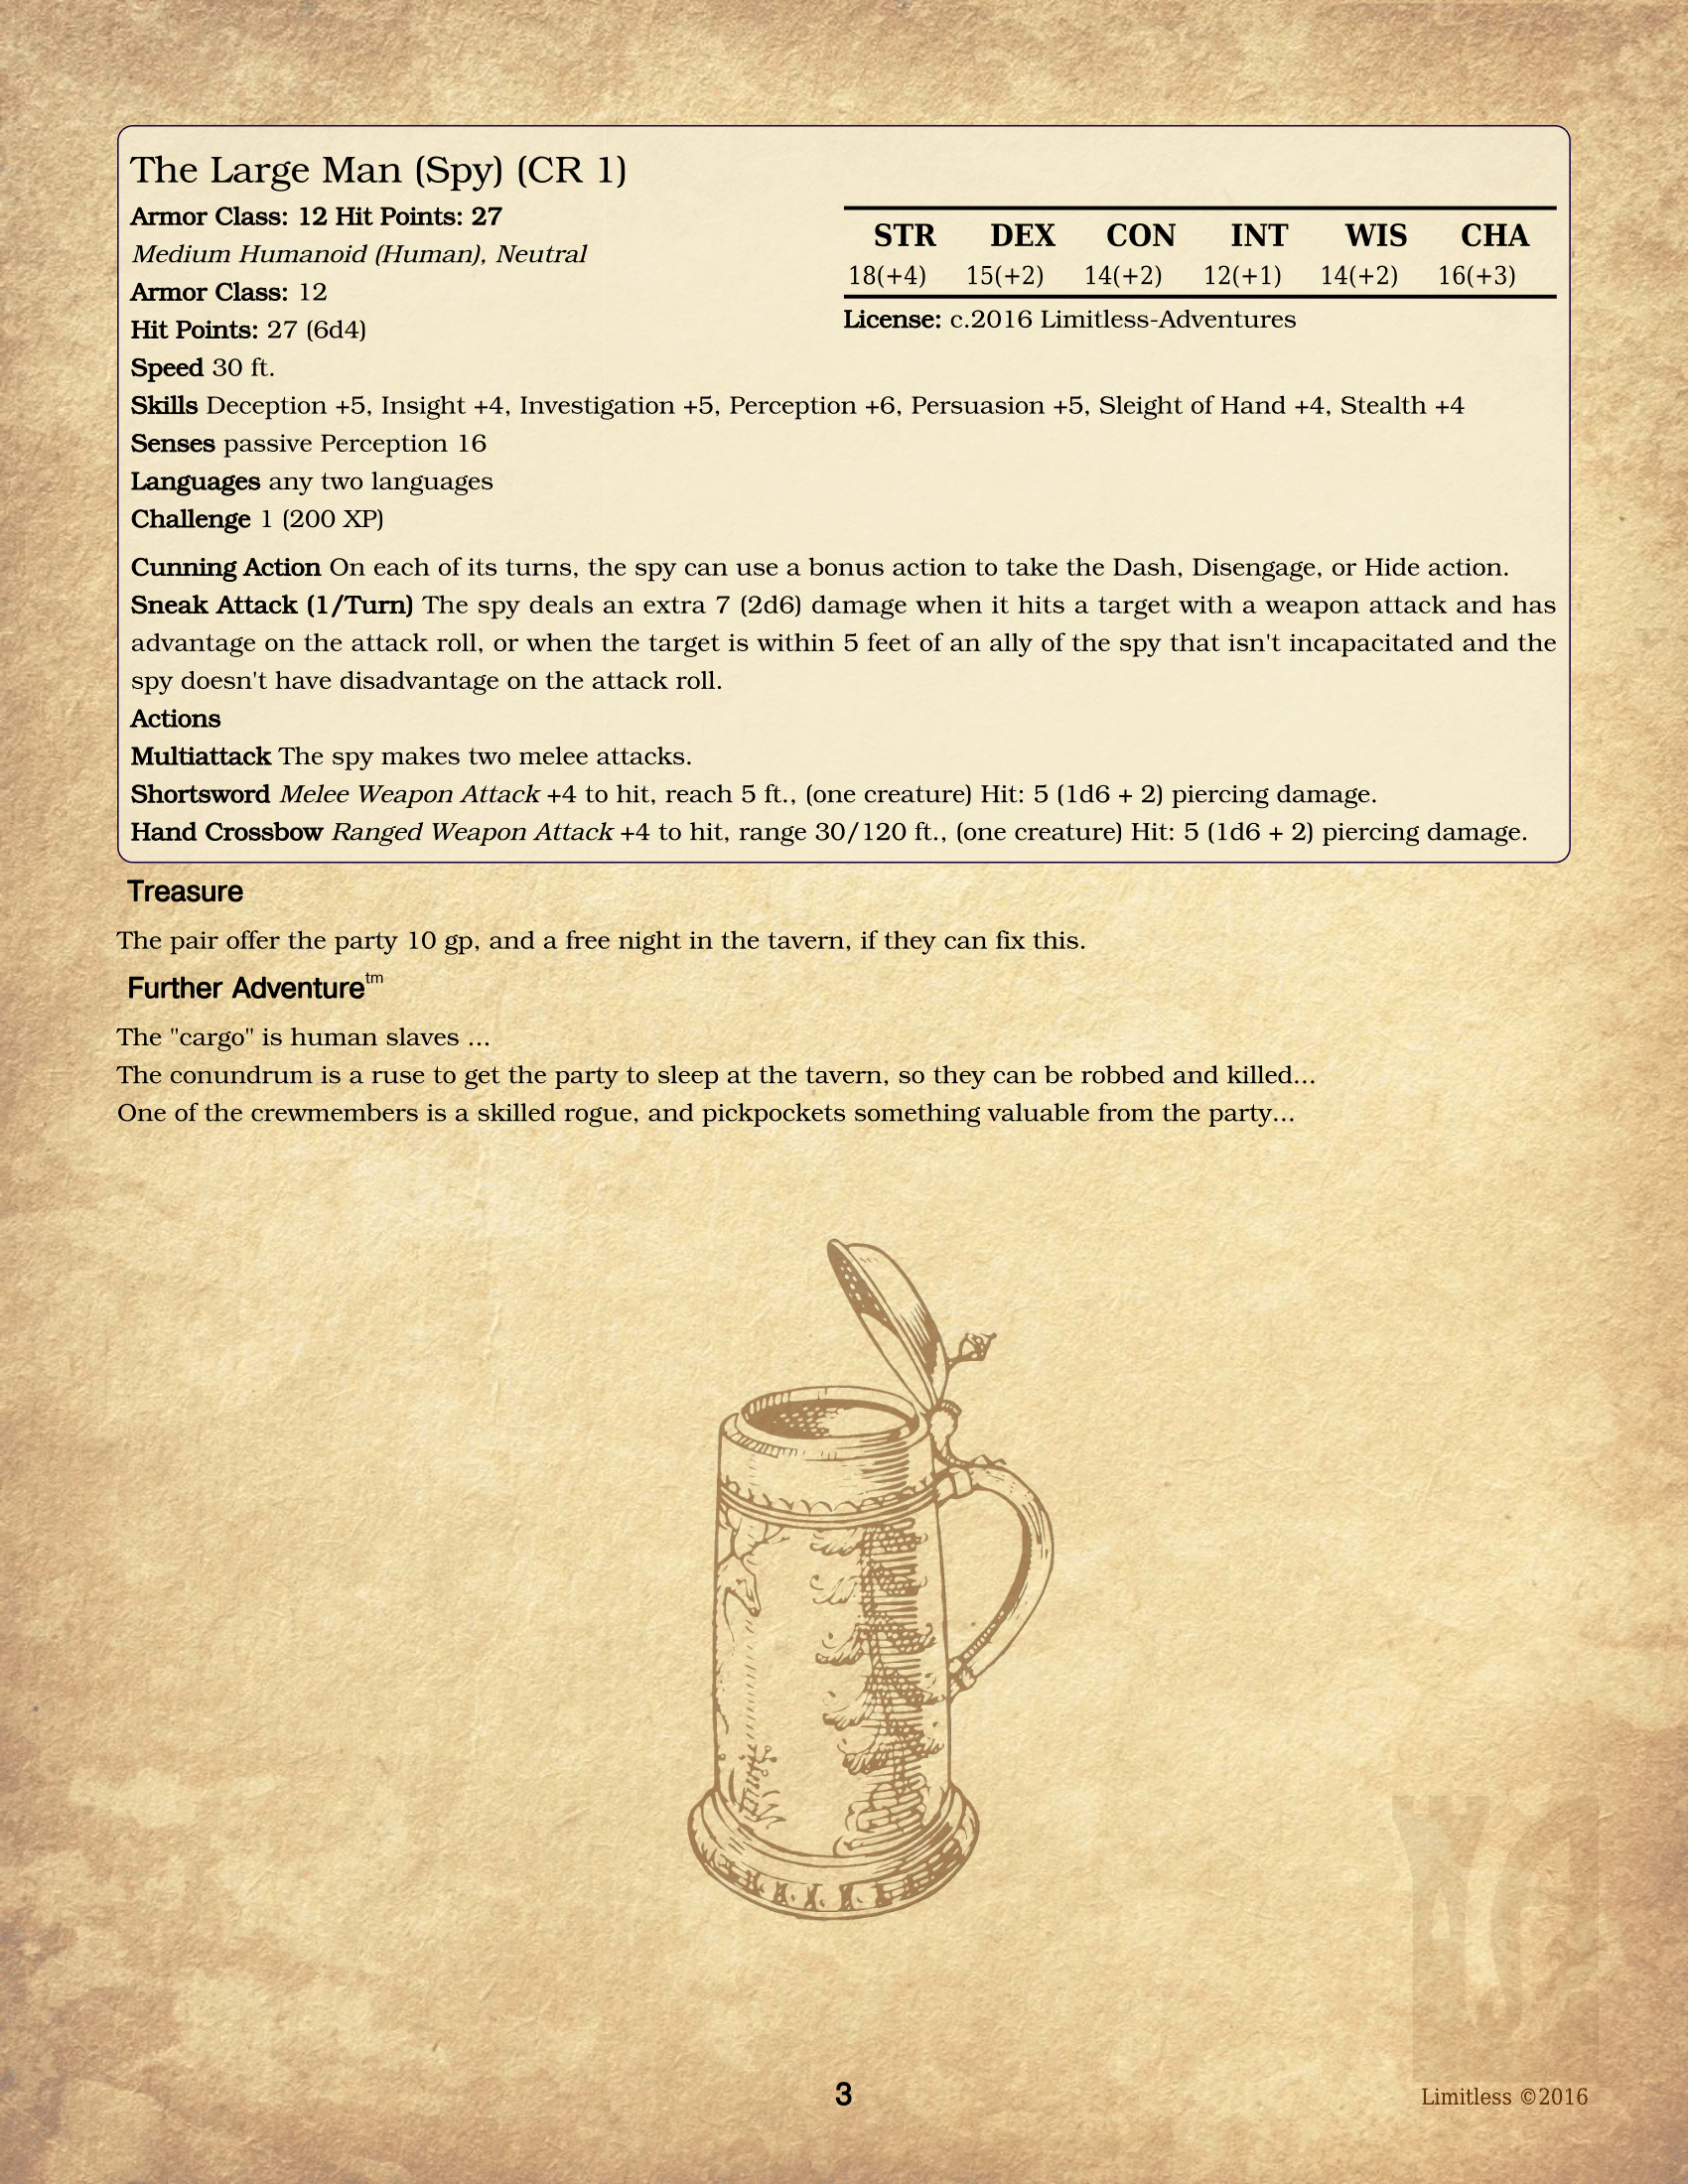 The Large Man (Spy) (CR 1)
Armor Class: 12 Hit Points: 27
Medium Humanoid (Human), Neutral
Armor Class: 12
Hit Points: 27 (6d4)
Speed 30 ft.
STR DEX CON INT WIS CHA
18(+4) 15(+2) 14(+2) 12(+1) 14(+2) 16(+3)
License: c.2016 Limitless-Adventures
Skills Deception +5, Insight +4, Investigation +5, Perception +6, Persuasion +5, Sleight of Hand +4, Stealth +4
Senses passive Perception 16
Languages any two languages
Challenge 1 (200 XP)
Cunning Action On each of its turns, the spy can use a bonus action to take the Dash, Disengage, or Hide action.
Sneak Attack (1/Turn) The spy deals an extra 7 (2d6) damage when it hits a target with a weapon attack and has
advantage on the attack roll, or when the target is within 5 feet of an ally of the spy that isn't incapacitated and the
spy doesn't have disadvantage on the attack roll.
Actions
Multiattack The spy makes two melee attacks.
Shortsword Melee Weapon Attack +4 to hit, reach 5 ft., (one creature) Hit: 5 (1d6 + 2) piercing damage.
Hand Crossbow Ranged Weapon Attack +4 to hit, range 30/120 ft., (one creature) Hit: 5 (1d6 + 2) piercing damage.
Treasure
The pair offer the party 10 gp, and a free night in the tavern, if they can fix this.
Further Adventure™
The "cargo" is human slaves …
The conundrum is a ruse to get the party to sleep at the tavern, so they can be robbed and killed…
One of the crewmembers is a skilled rogue, and pickpockets something valuable from the party…
3
Limitless ©2016